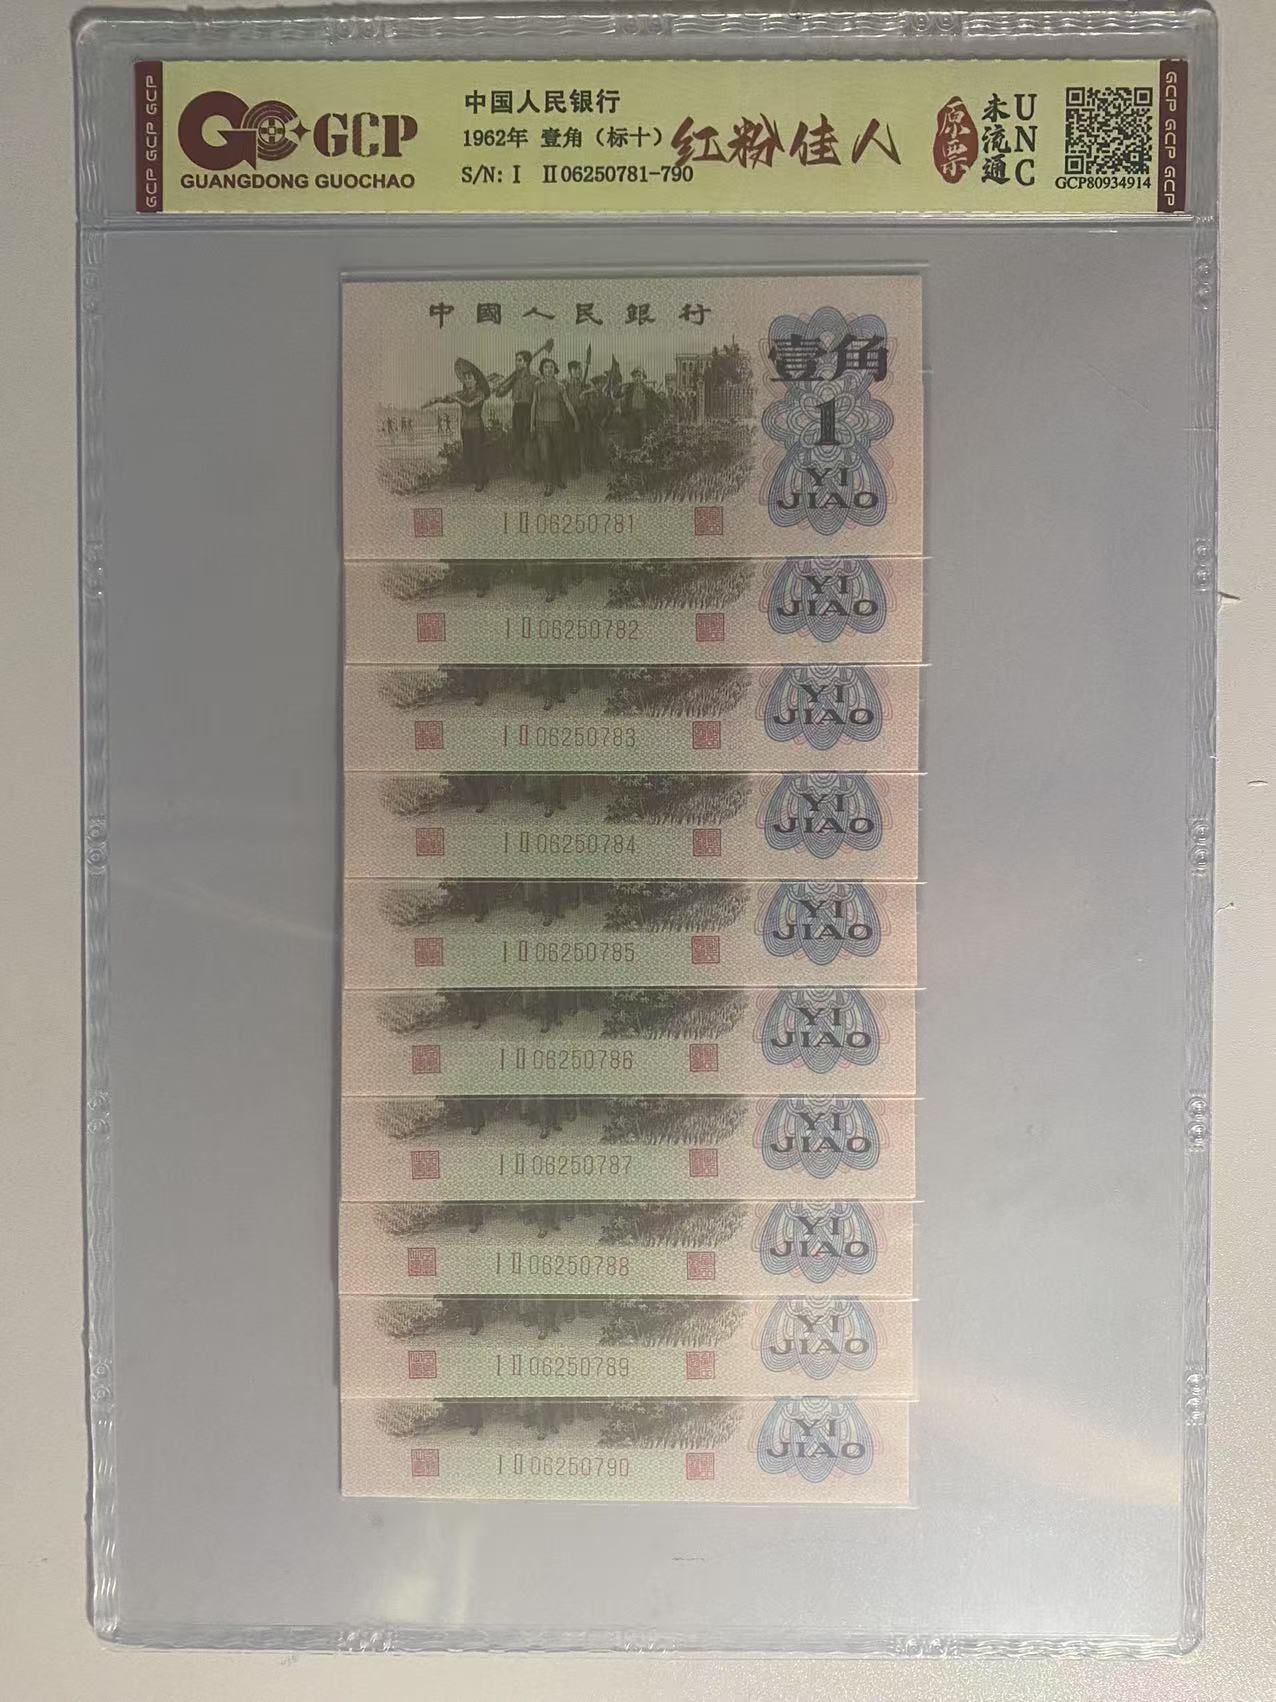 GCP GCP GCP
GCP
GUANGDONG GUOCHAO
中国人民银行
1962年 壹角（标十）红粉佳人
S/N: I Ⅱ06250781-790
原票
未流通
UNC
GCP80934914
GCP GCP GCP
中國人民銀行
壹角
1
YI
JIAO
I Ⅱ 06250781
YI
JIAO
I Ⅱ 06250782
YI
JIAO
I Ⅱ 06250783
YI
JIAO
I Ⅱ 06250784
YI
JIAO
I Ⅱ 06250785
YI
JIAO
I Ⅱ 06250786
YI
JIAO
I Ⅱ 06250787
YI
JIAO
I Ⅱ 06250788
YI
JIAO
I Ⅱ 06250789
YI
JIAO
I Ⅱ 06250790